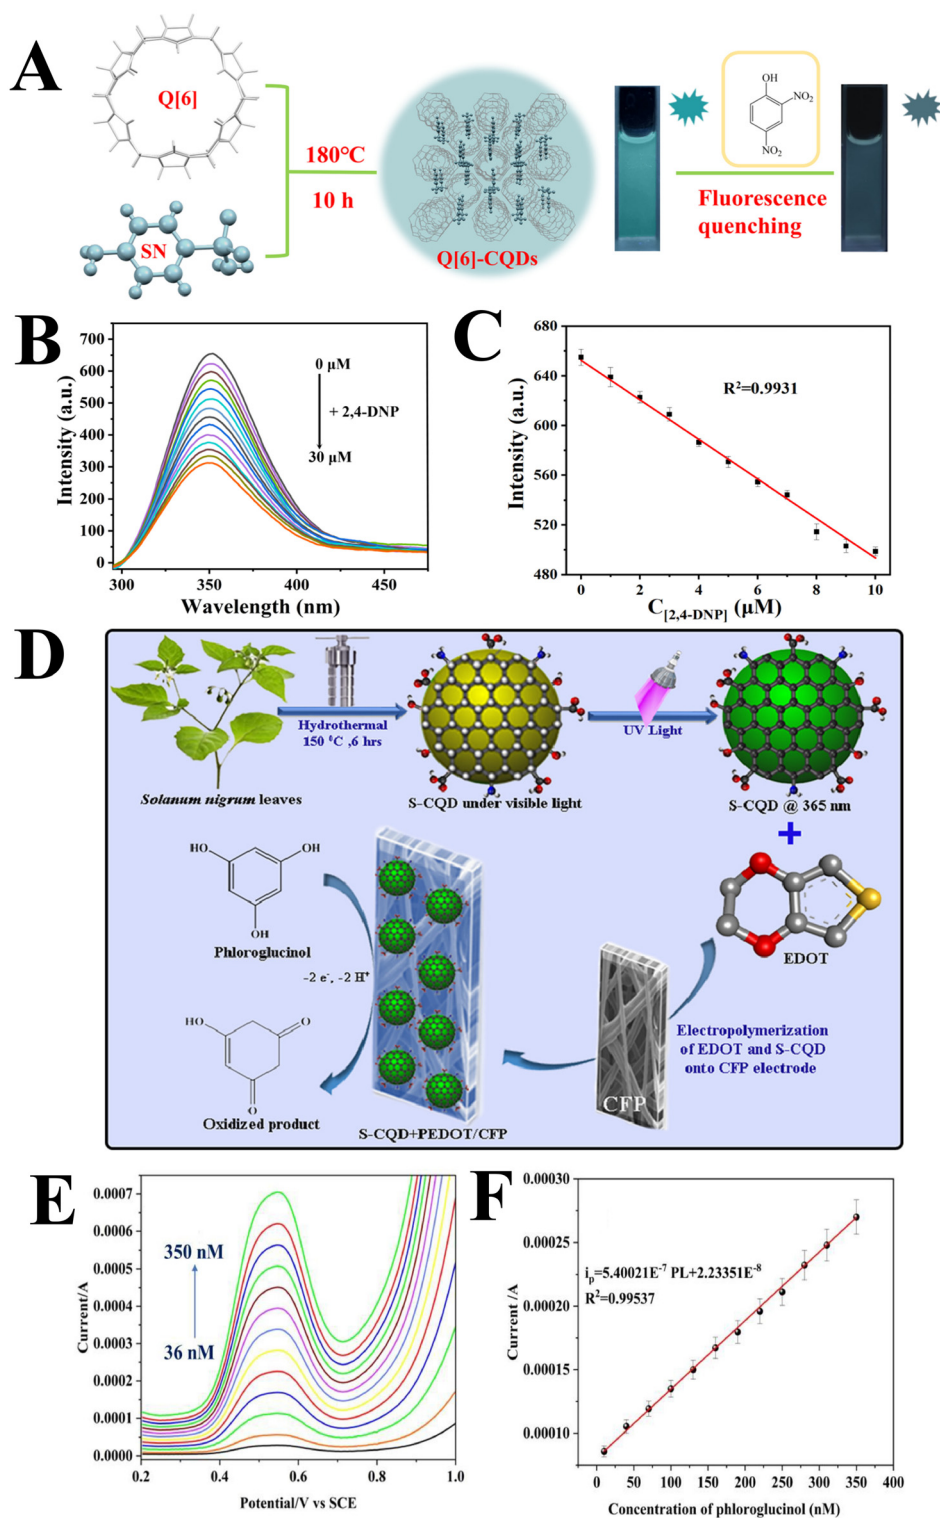 A
Q[6]
SN
180°C
10 h
Q[6]-CQDs
OH
NO₂
NO₂
Fluorescence
quenching
B
Intensity (a.u.)
700
600
500
400
300
200
100
0
0 μM
+ 2,4-DNP
30 μM
300
350
400
450
Wavelength (nm)
C
Intensity (a.u.)
680
640
600
560
520
480
R²=0.9931
0
2
4
6
8
10
C[2,4-DNP] (μM)
D
Hydrothermal
150 ⁰C ,6 hrs
UV Light
Solanum nigrum leaves
S-CQD under visible light
S-CQD @ 365 nm
+
HO
OH
OH
Phloroglucinol
-2 e⁻, -2 H⁺
HO
O
O
Oxidized product
S-CQD+PEDOT/CFP
CFP
EDOT
Electropolymerization
of EDOT and S-CQD
onto CFP electrode
E
Current/A
0.0007
0.0006
0.0005
0.0004
0.0003
0.0002
0.0001
0.0000
350 nM
36 nM
0.2
0.4
0.6
0.8
1.0
Potential/V vs SCE
F
Current /A
0.00030
0.00025
0.00020
0.00015
0.00010
iₚ=5.40021E⁻⁷ PL+2.23351E⁻⁸
R²=0.99537
0
50
100
150
200
250
300
350
400
Concentration of phloroglucinol (nM)